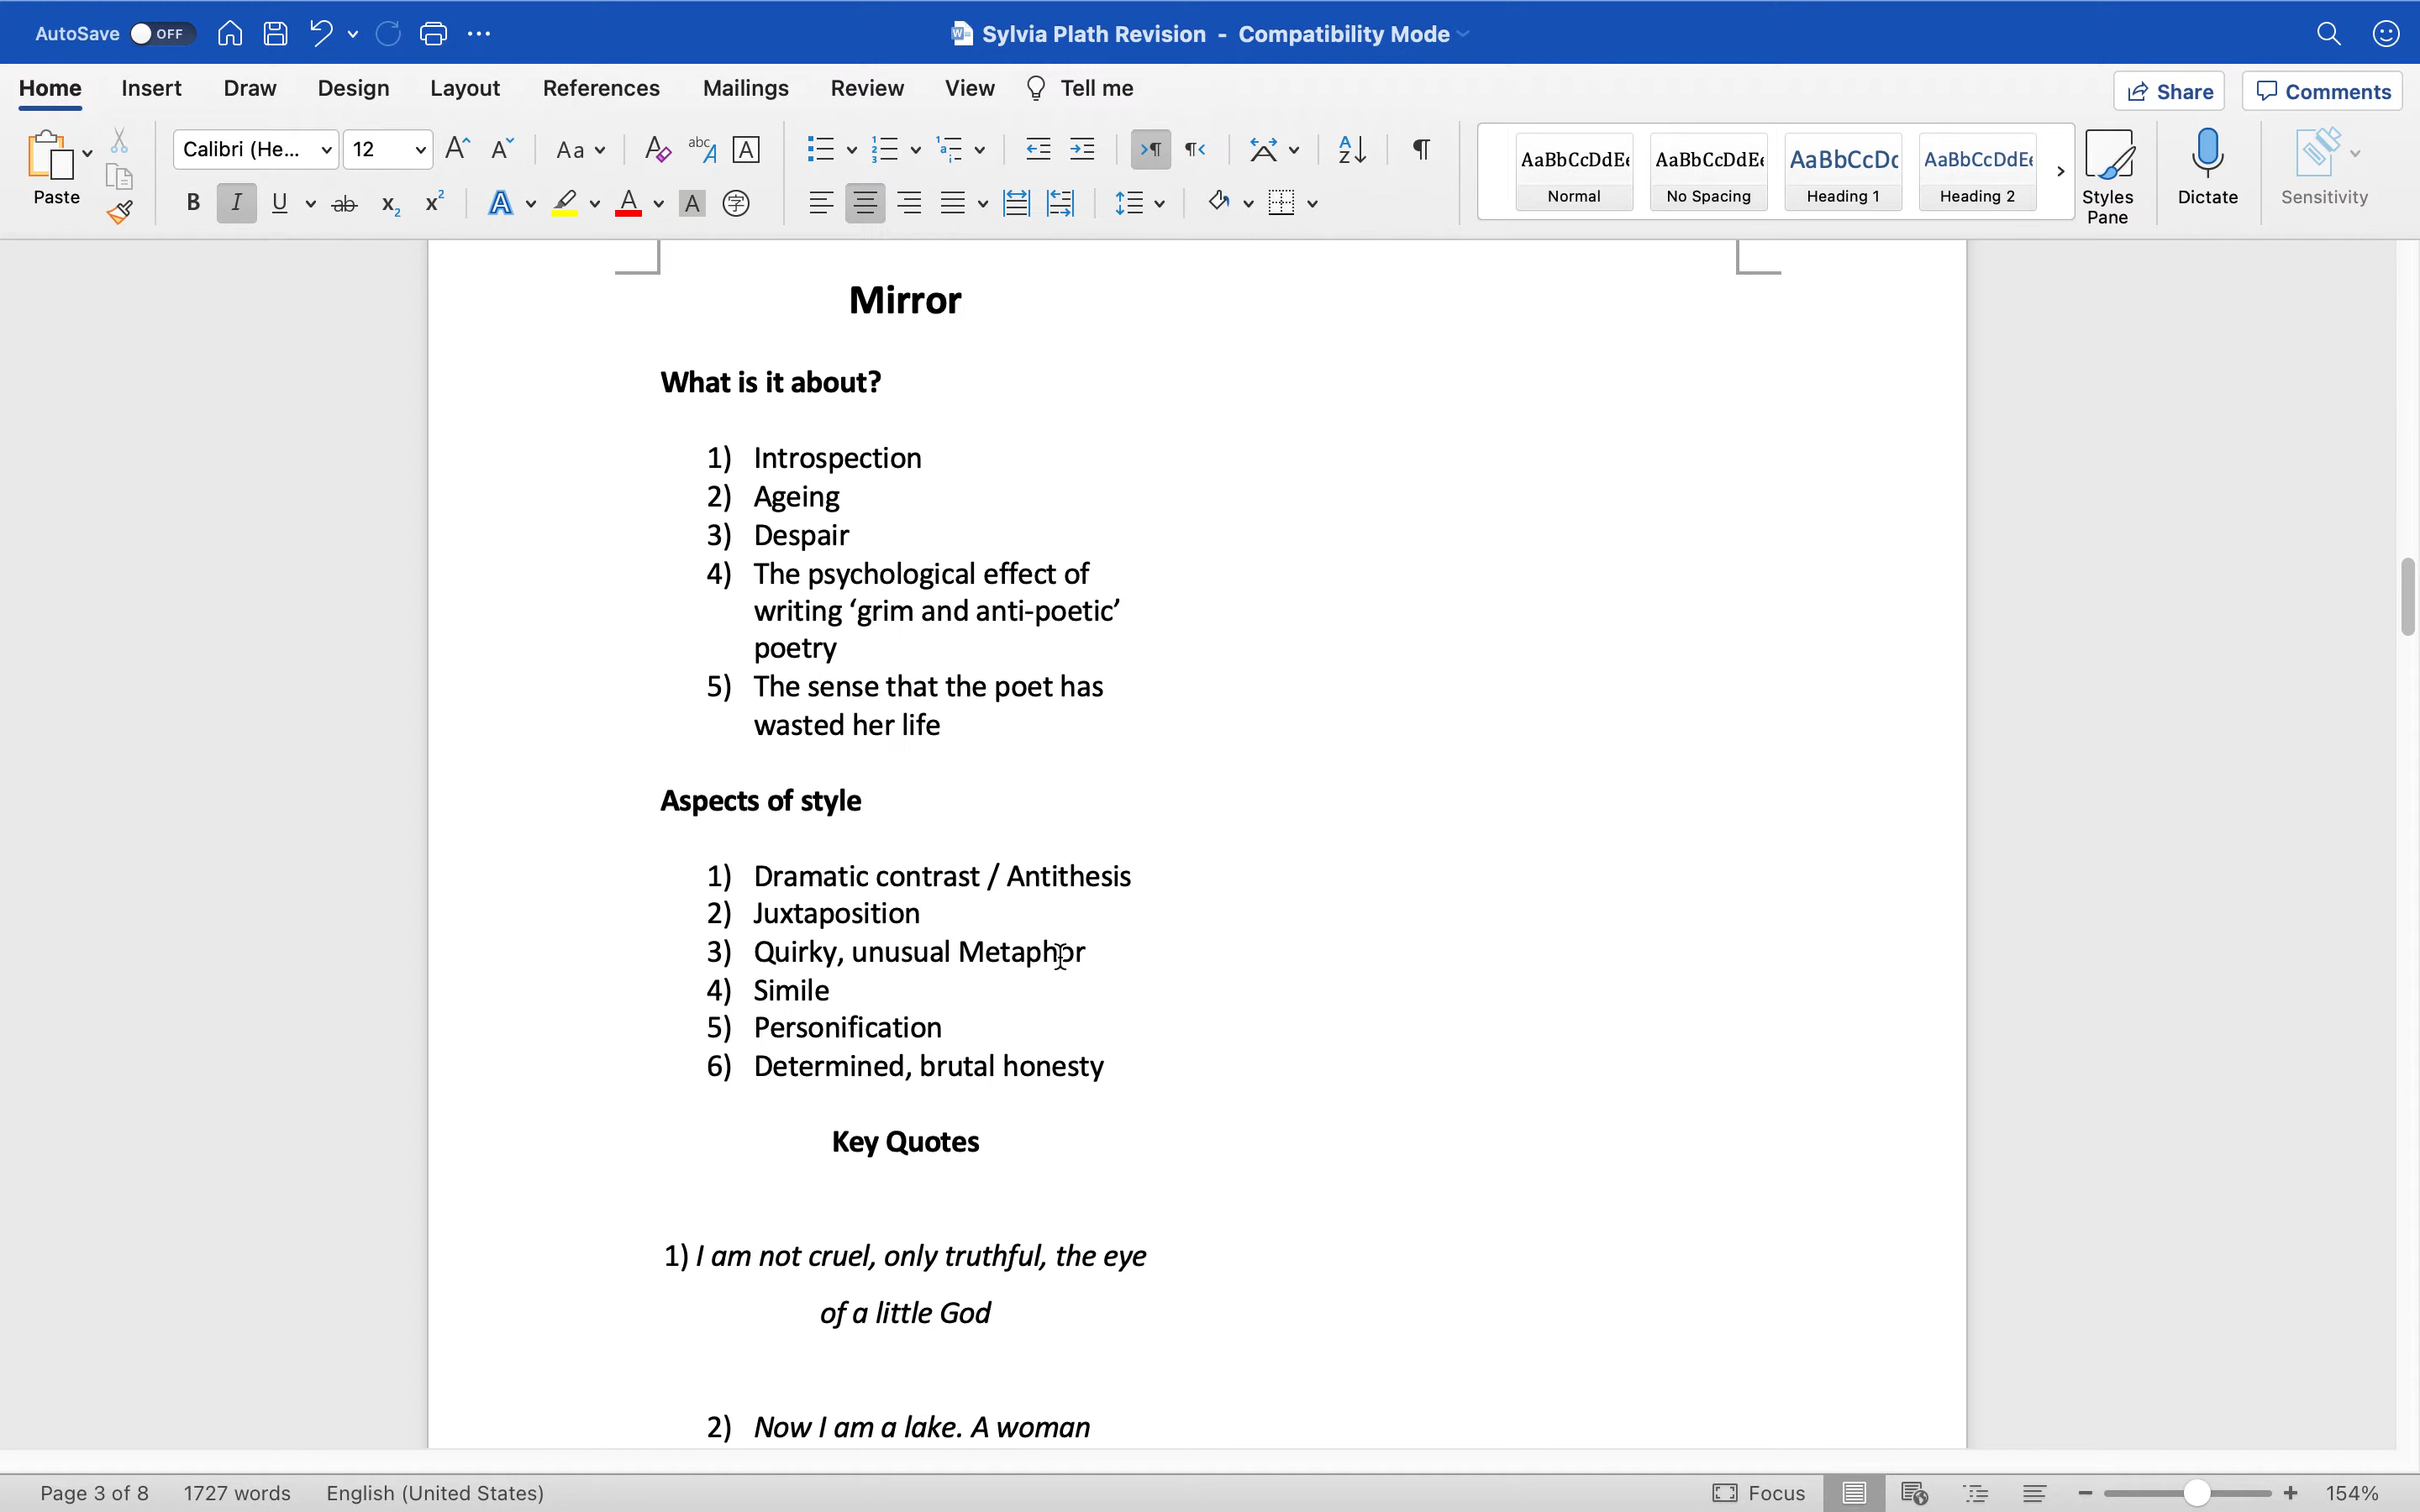 AutoSave OFF
Sylvia Plath Revision - Compatibility Mode
Home Insert Draw Design Layout References Mailings Review View Tell me
Share Comments
Paste
Calibri (He... 12
AaBbCcDdEe AaBbCcDdEe AaBbCcDc AaBbCcDdEe
Normal No Spacing Heading 1 Heading 2
Styles
Pane
Dictate
Sensitivity
Mirror
What is it about?
1) Introspection
2) Ageing
3) Despair
4) The psychological effect of
writing ‘grim and anti-poetic’
poetry
5) The sense that the poet has
wasted her life
Aspects of style
1) Dramatic contrast / Antithesis
2) Juxtaposition
3) Quirky, unusual Metaphor
4) Simile
5) Personification
6) Determined, brutal honesty
Key Quotes
1) I am not cruel, only truthful, the eye
of a little God
2) Now I am a lake. A woman
Page 3 of 8 1727 words English (United States)
Focus
154%